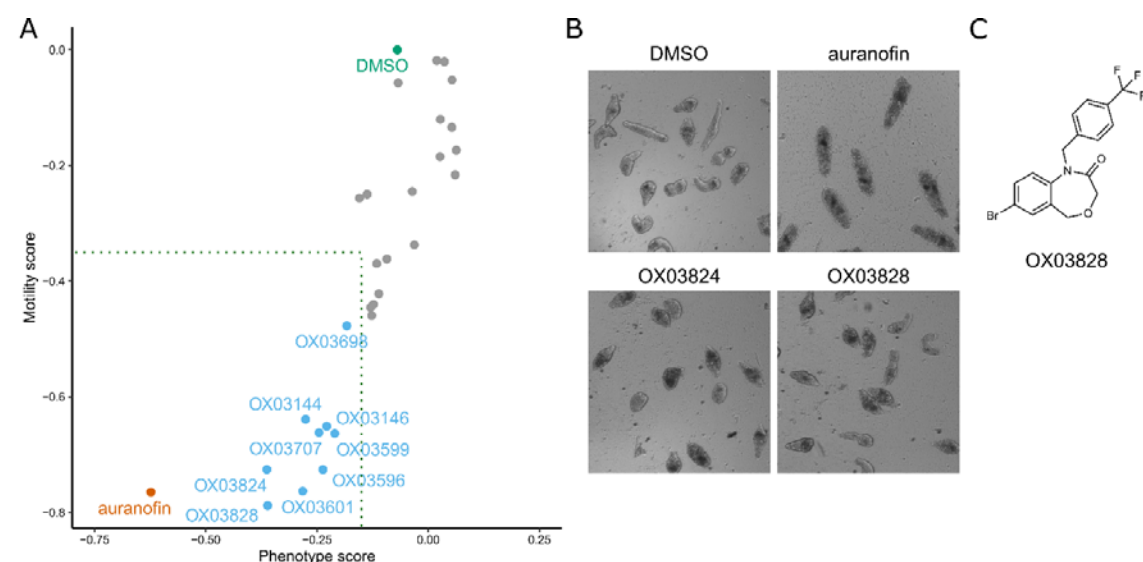 A
0.0
−0.2
−0.4
−0.6
−0.8
Motility score
−0.75
−0.50
−0.25
0.00
0.25
Phenotype score
DMSO
OX03698
OX03144
OX03146
OX03707
OX03599
OX03824
OX03596
auranofin
OX03828
OX03601
B
DMSO
auranofin
OX03824
OX03828
C
F
F
F
N
O
O
Br
OX03828